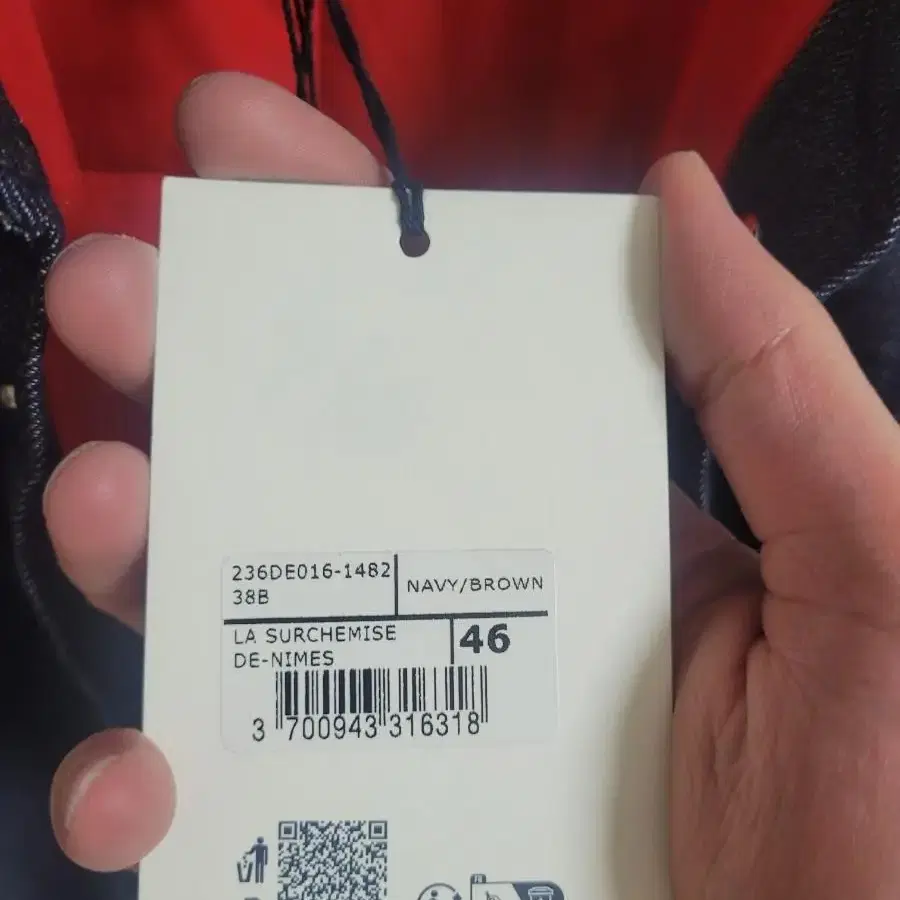 236DE016-1482
38B
NAVY/BROWN
LA SURCHEMISE
DE-NIMES
46
3 700943 316318